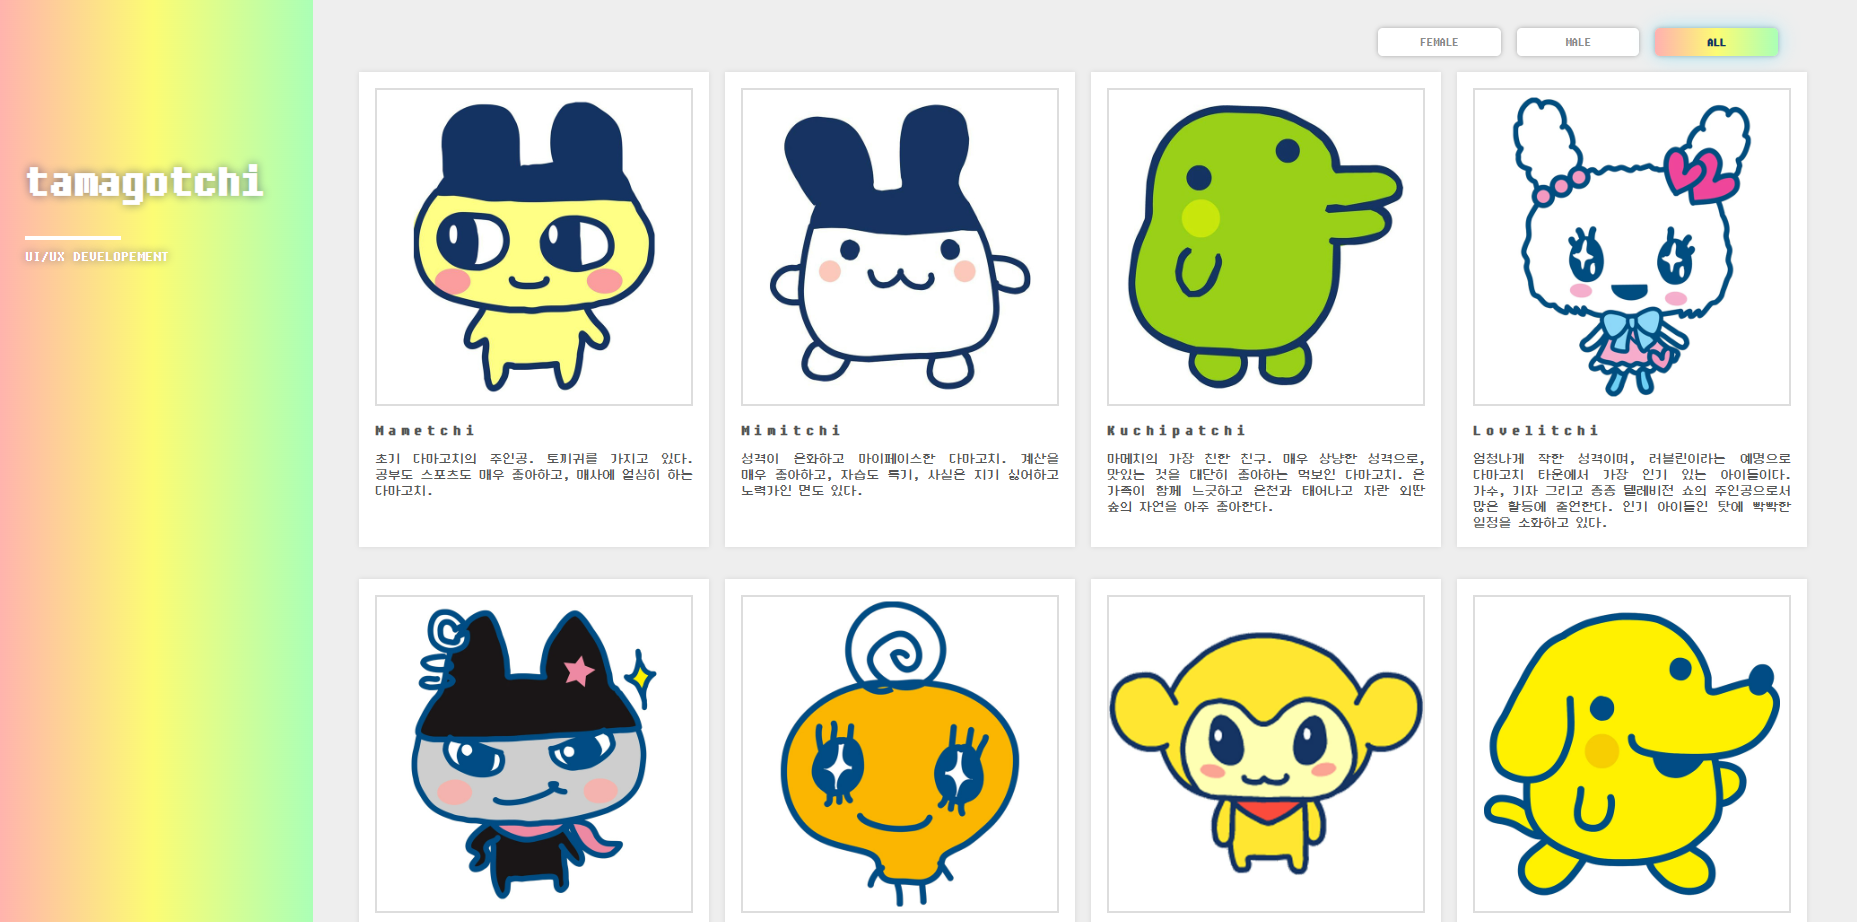 tamagotchi
UI/UX DEVELOPEMENT
FEMALE
MALE
ALL
Mametchi
초기 다마고치의 주인공. 토끼귀를 가지고 있다.
공부도 스포츠도 매우 좋아하고, 매사에 열심히 하는
다마고치.
Mimitchi
성격이 온화하고 마이페이스한 다마고치. 계산을
매우 좋아하고, 자습도 특기, 사실은 지기 싫어하고
노력가인 면도 있다.
Kuchipatchi
마메치의 가장 친한 친구. 매우 상냥한 성격으로,
맛있는 것을 대단히 좋아하는 먹보인 다마고치. 온
가족이 함께 느긋하고 온천과 태어나고 자란 외딴
숲의 자연을 아주 좋아한다.
Lovelitchi
엄청나게 착한 성격이며, 러블린이라는 예명으로
다마고치 타운에서 가장 인기 있는 아이돌이다.
가수, 기자 그리고 종종 텔레비전 쇼의 주인공으로서
많은 활동에 출연한다. 인기 아이돌인 탓에 빡빡한
일정을 소화하고 있다.